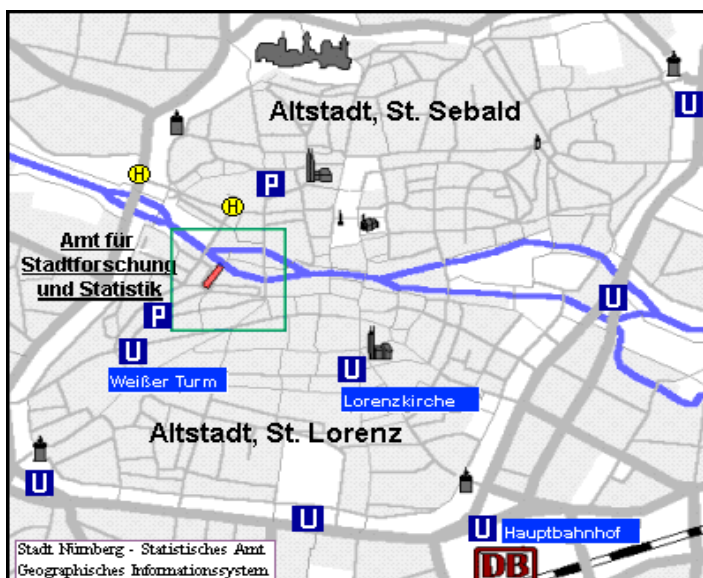 Altstadt, St. Sebald
U
H
P
H
Amt für
Stadtforschung
und Statistik
U
P
U
Weißer Turm
U
Lorenzkirche
Altstadt, St. Lorenz
U
U
U
Hauptbahnhof
DB
Stadt Nürnberg - Statistisches Amt
Geographisches Informationssystem